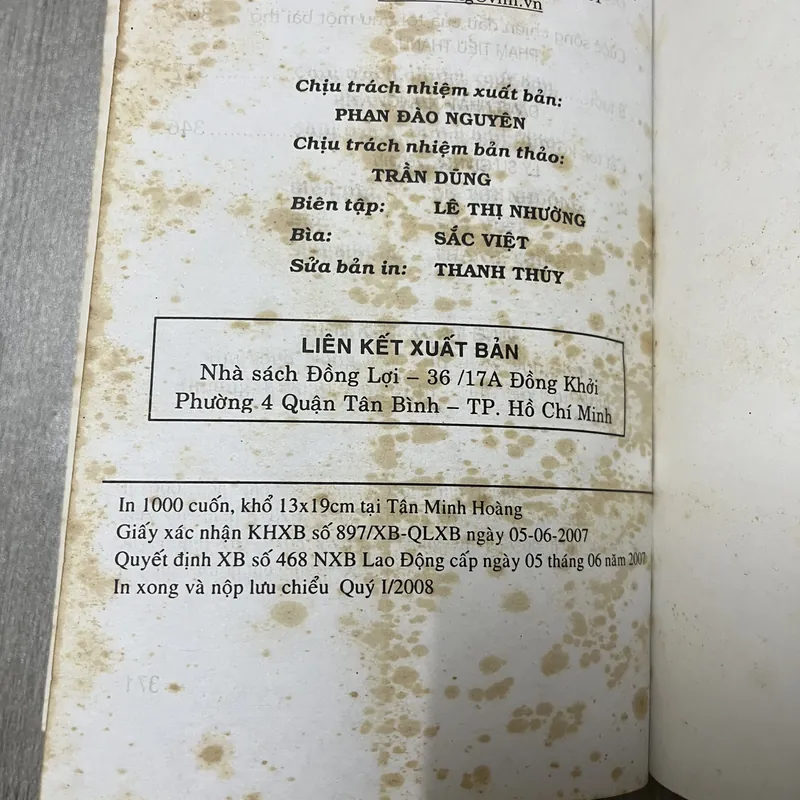 Chịu trách nhiệm xuất bản:
PHAN ĐÀO NGUYÊN
Chịu trách nhiệm bản thảo:
TRẦN DŨNG
Biên tập: LÊ THỊ NHƯỜNG
Bìa: SẮC VIỆT
Sửa bản in: THANH THÚY
LIÊN KẾT XUẤT BẢN
Nhà sách Đồng Lợi – 36 /17A Đồng Khởi
Phường 4 Quận Tân Bình – TP. Hồ Chí Minh
In 1000 cuốn, khổ 13x19cm tại Tân Minh Hoàng
Giấy xác nhận KHXB số 897/XB-QLXB ngày 05-06-2007
Quyết định XB số 468 NXB Lao Động cấp ngày 05 tháng 06 năm 2007
In xong và nộp lưu chiểu Quý I/2008